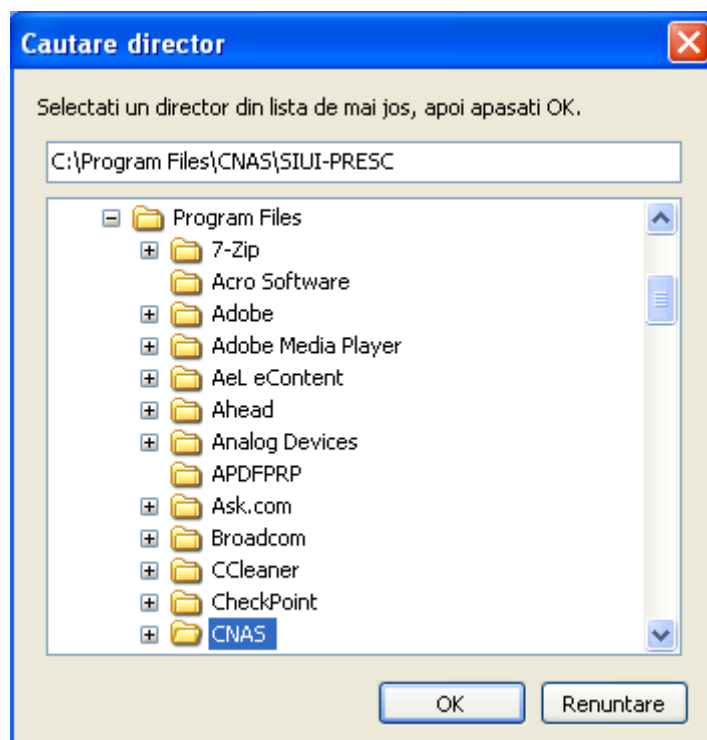 Cautare director
Selectati un director din lista de mai jos, apoi apasati OK.
C:\Program Files\CNAS\SIUI-PRESC
Program Files
7-Zip
Acro Software
Adobe
Adobe Media Player
AeL eContent
Ahead
Analog Devices
APDFPRP
Ask.com
Broadcom
CCleaner
CheckPoint
CNAS
OK Renuntare